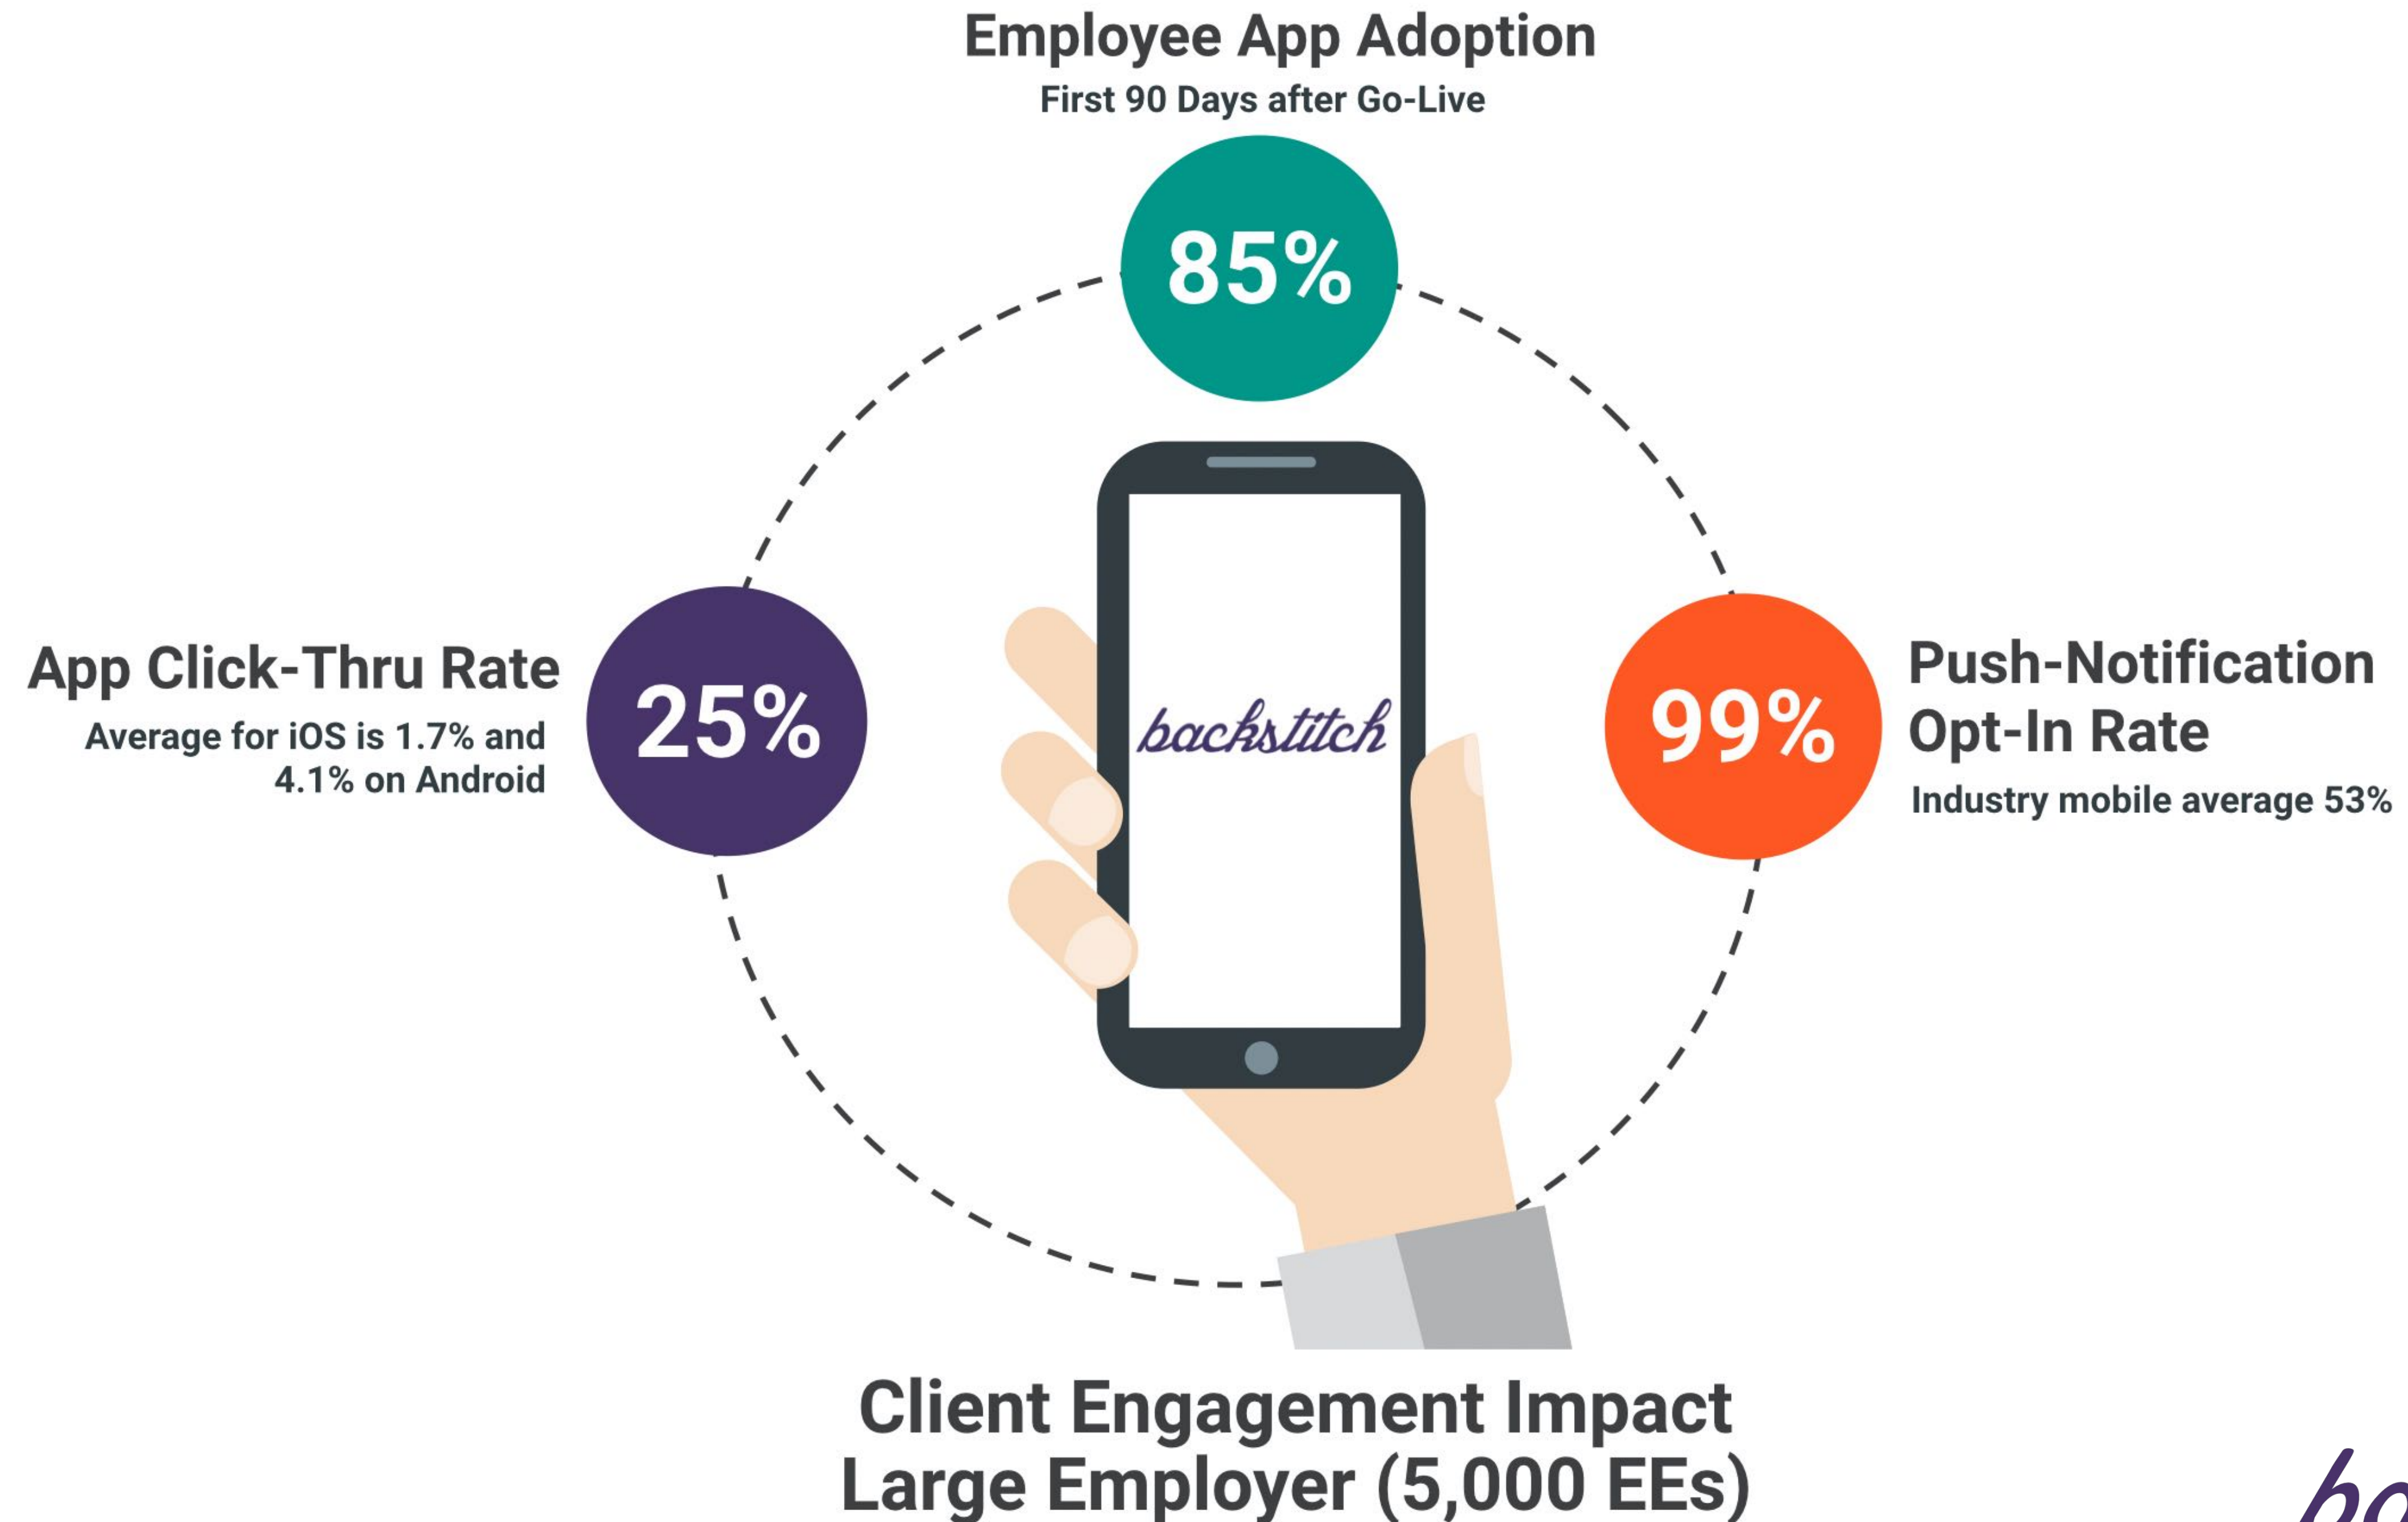 Employee App Adoption
First 90 Days after Go-Live
85%
App Click-Thru Rate
Average for iOS is 1.7% and
4.1% on Android
25%
backstitch
99%
Push-Notification
Opt-In Rate
Industry mobile average 53%
Client Engagement Impact
Large Employer (5,000 EEs)